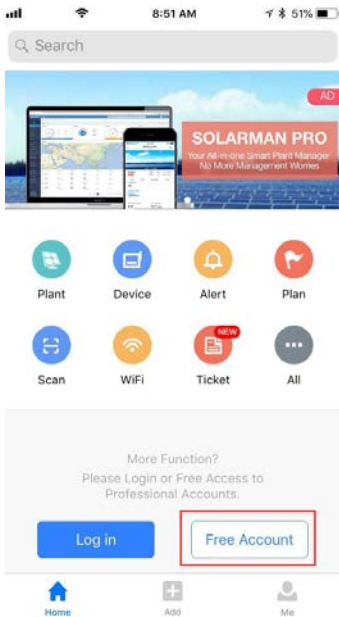 8:51 AM 51%
Search
AD
SOLARMAN PRO
Your All-in-one Smart Plant Manager
No More Management Worries
Plant Device Alert Plan
NEW
Scan WiFi Ticket All
More Function?
Please Login or Free Access to
Professional Accounts.
Log in Free Account
Home Add Me